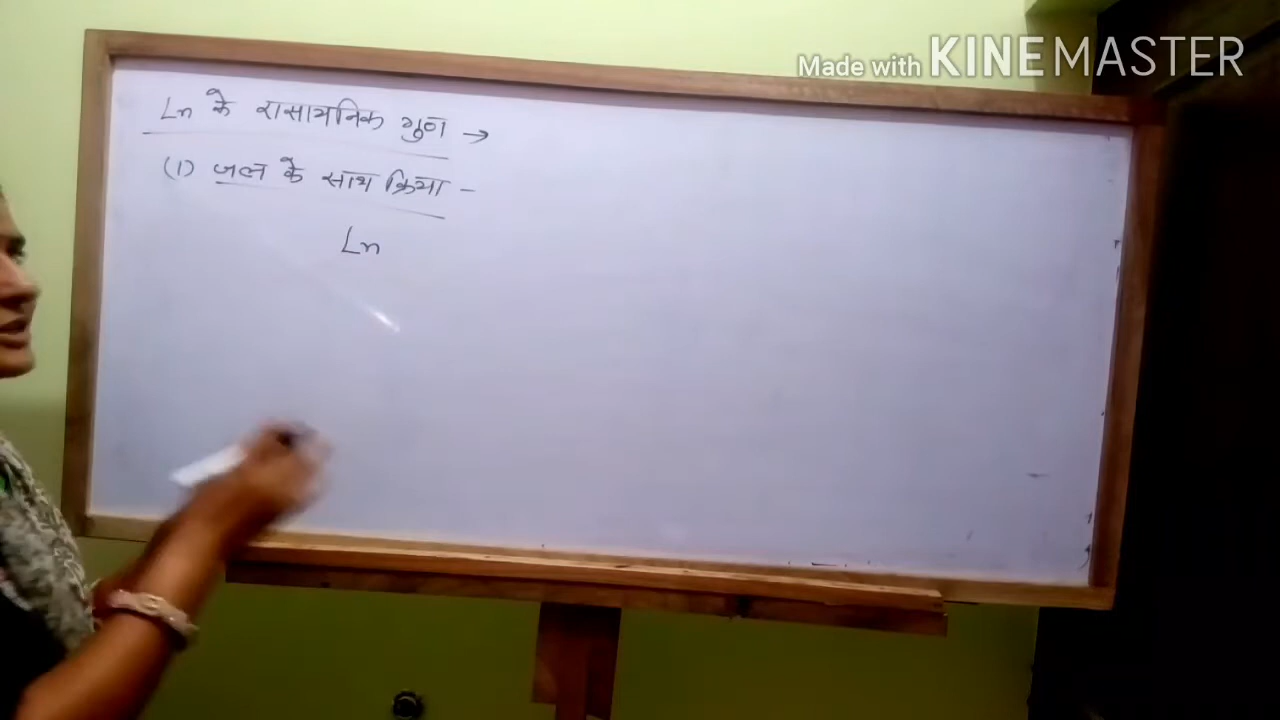 Made with KINEMASTER
Ln के रासायनिक गुण →
(1) जल के साथ क्रिया -
Ln